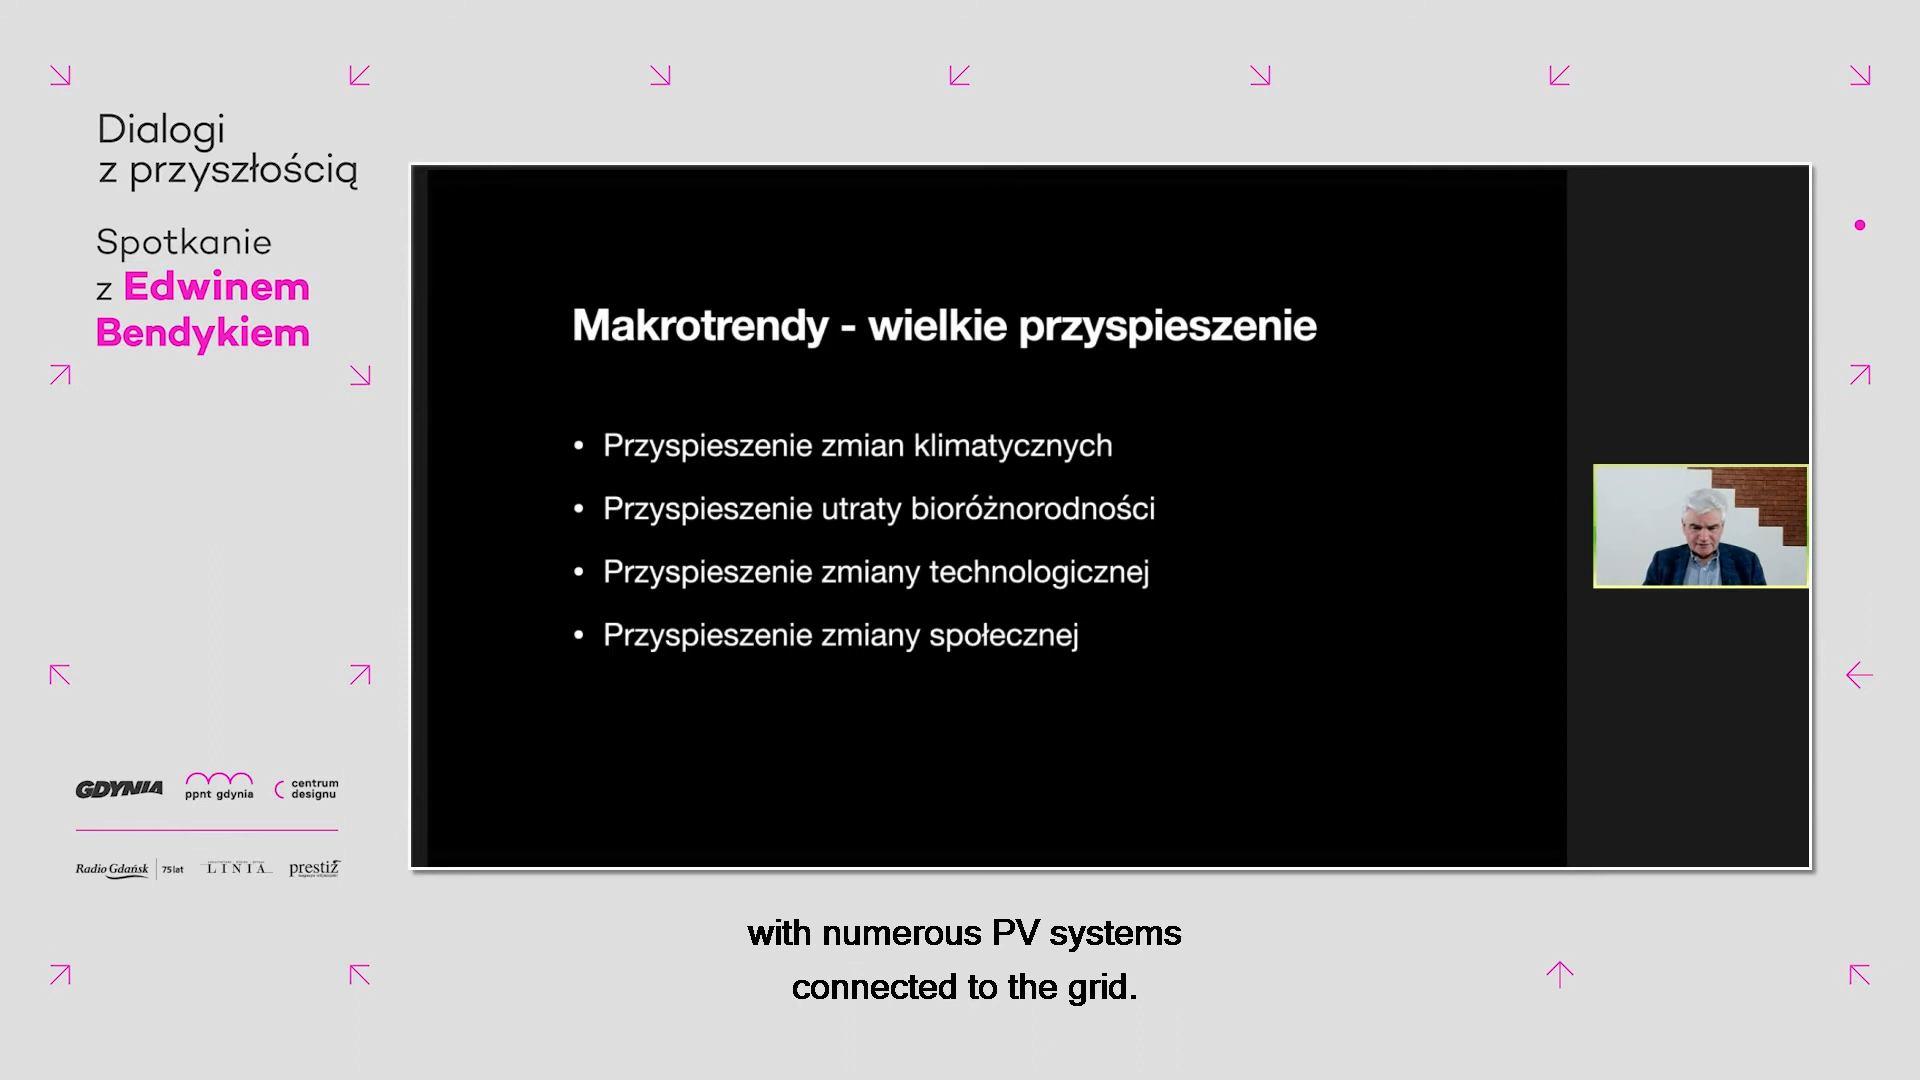 Dialogi
z przyszłością
Spotkanie
z Edwinem
Bendykiem
Makrotrendy - wielkie przyspieszenie
• Przyspieszenie zmian klimatycznych
• Przyspieszenie utraty bioróżnorodności
• Przyspieszenie zmiany technologicznej
• Przyspieszenie zmiany społecznej
GDYNIA
ppnt gdynia
centrum
designu
Radio Gdańsk 75 lat
LINIA
prestiż
with numerous PV systems
connected to the grid.